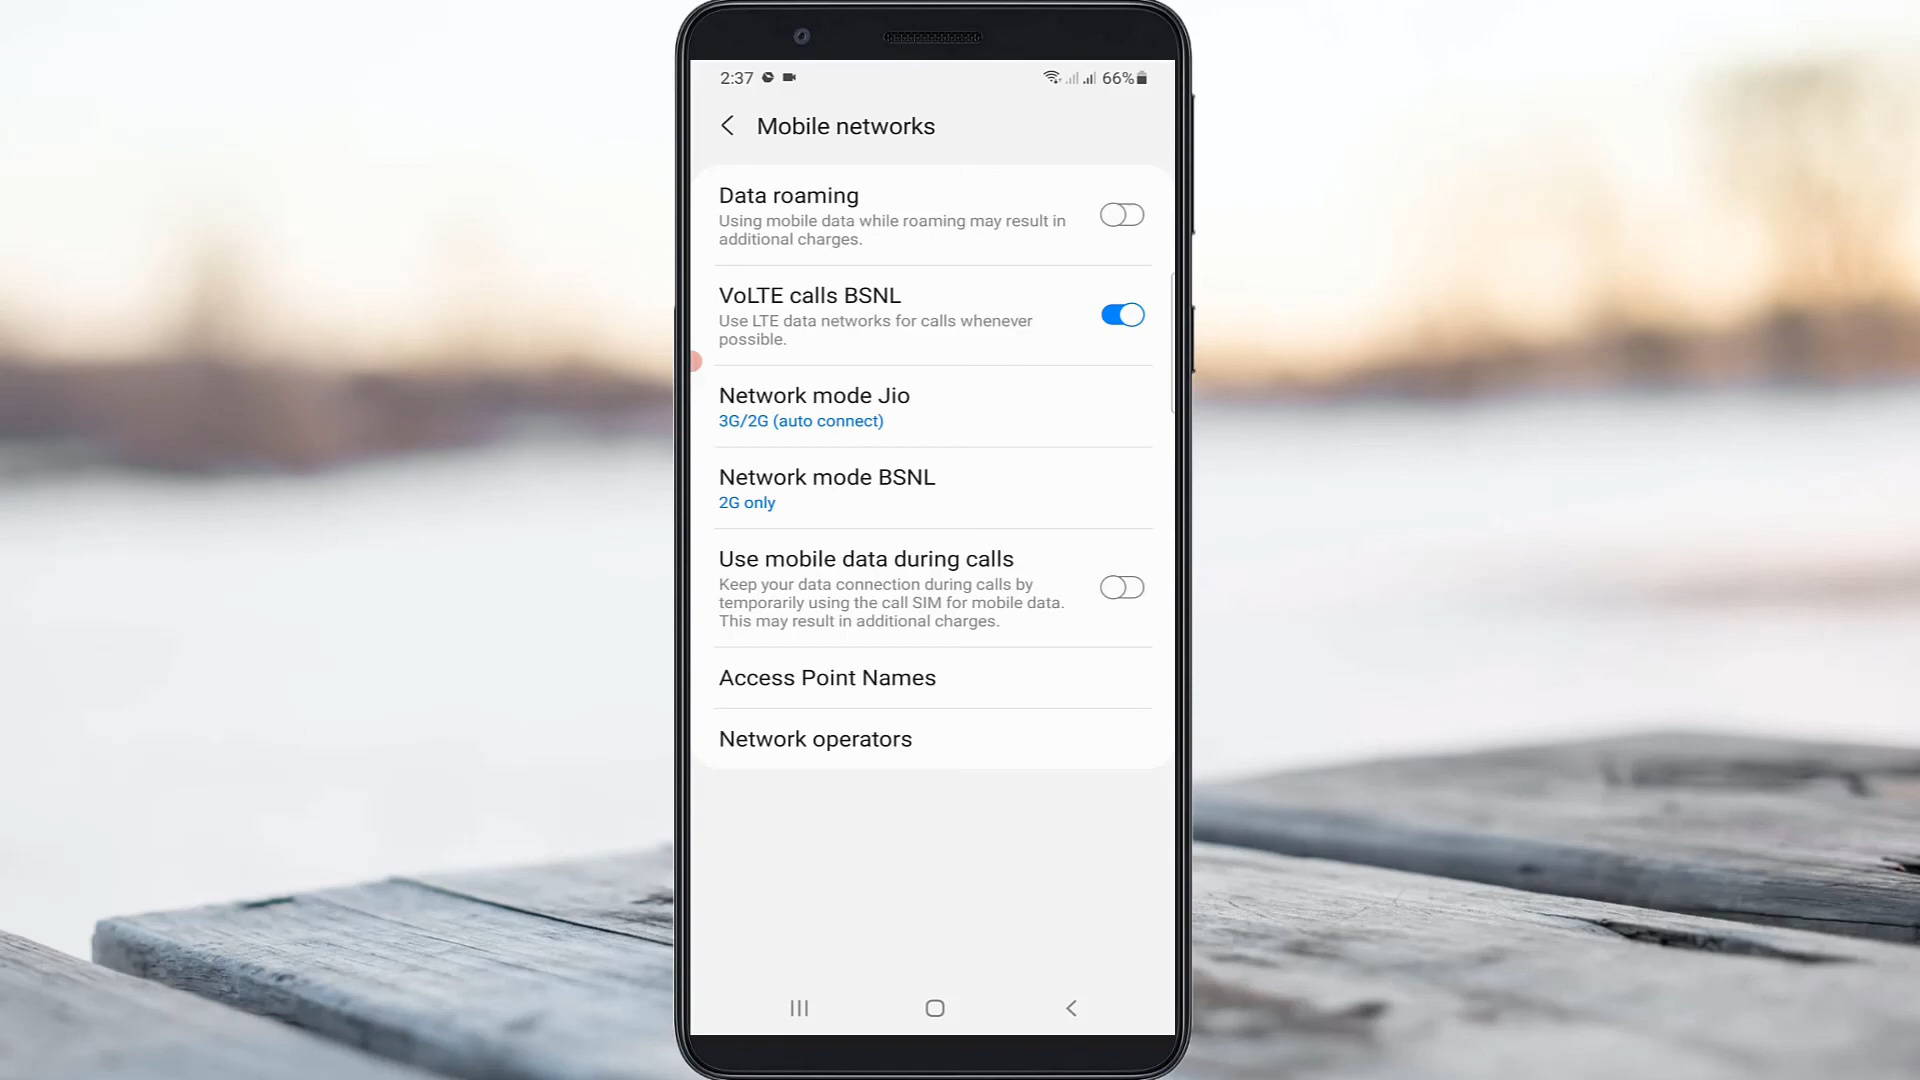 2:37
66%
Mobile networks
Data roaming
Using mobile data while roaming may result in
additional charges.
VoLTE calls BSNL
Use LTE data networks for calls whenever
possible.
Network mode Jio
3G/2G (auto connect)
Network mode BSNL
2G only
Use mobile data during calls
Keep your data connection during calls by
temporarily using the call SIM for mobile data.
This may result in additional charges.
Access Point Names
Network operators